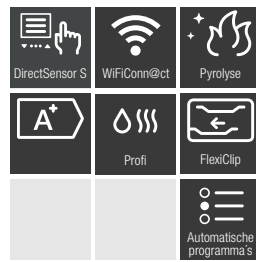 DirectSensor S
WiFiConn@ct
Pyrolyse
A+
Profi
FlexiClip
Automatische
programma´s